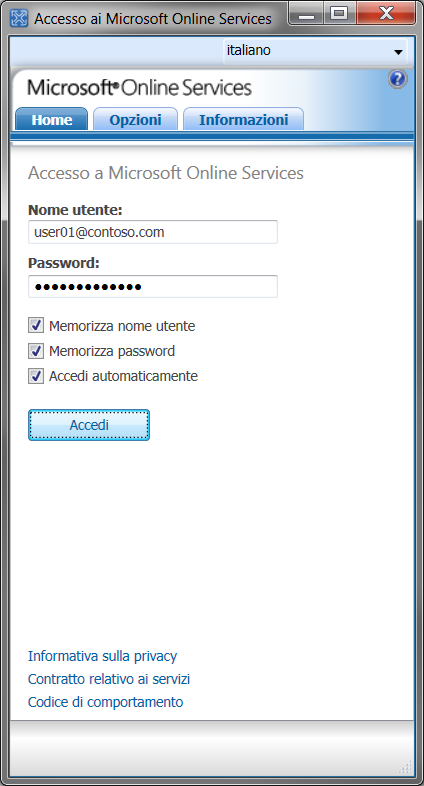 Accesso ai Microsoft Online Services
italiano
Microsoft® Online Services
?
Home Opzioni Informazioni
Accesso a Microsoft Online Services
Nome utente:
user01@contoso.com
Password:
●●●●●●●●●●●●●
Memorizza nome utente
Memorizza password
Accedi automaticamente
Accedi
Informativa sulla privacy
Contratto relativo ai servizi
Codice di comportamento